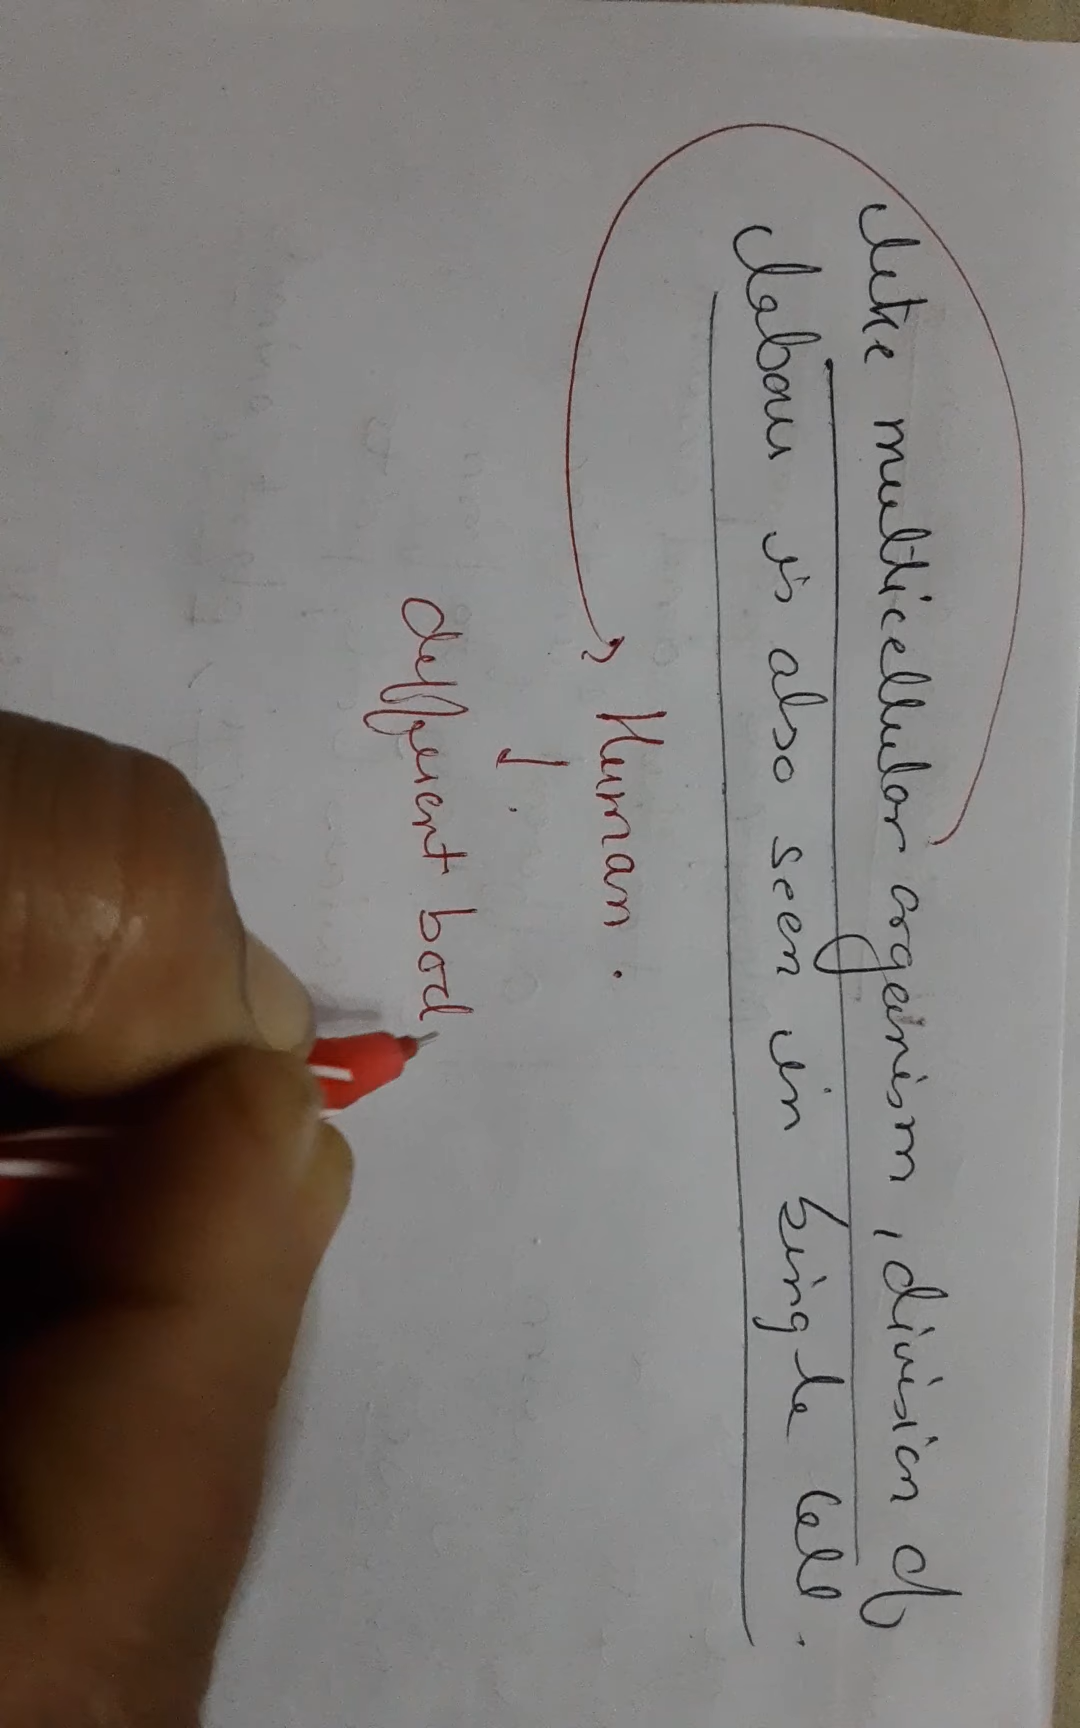 Like multicellular organism, division of
Labour is also seen in single cell.
Human.
different bod